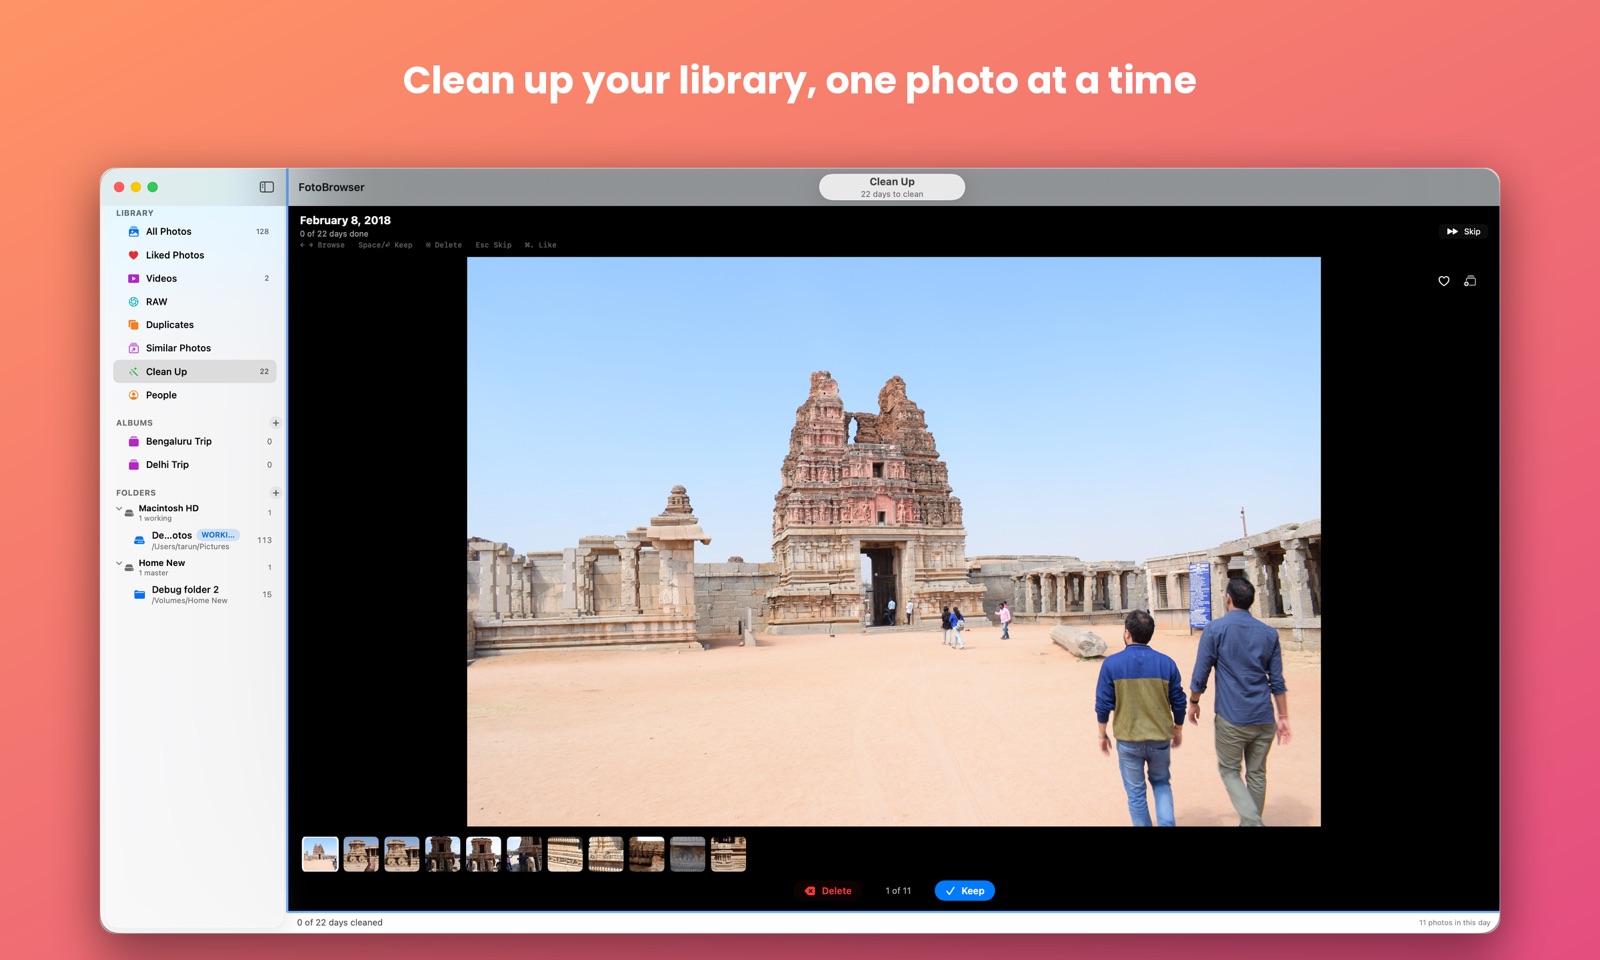 Clean up your library, one photo at a time
FotoBrowser
Clean Up
22 days to clean
LIBRARY
All Photos 128
Liked Photos
Videos 2
RAW
Duplicates
Similar Photos
Clean Up 22
People
ALBUMS +
Bengaluru Trip 0
Delhi Trip 0
FOLDERS +
Macintosh HD 1
1 working
De...otos WORKI... 113
/Users/tarun/Pictures
Home New 1
1 master
Debug folder 2 15
/Volumes/Home New
February 8, 2018
0 of 22 days done
← → Browse Space/⏎ Keep ⌫ Delete Esc Skip ⌘. Like
Skip
Delete 1 of 11 Keep
0 of 22 days cleaned
11 photos in this day